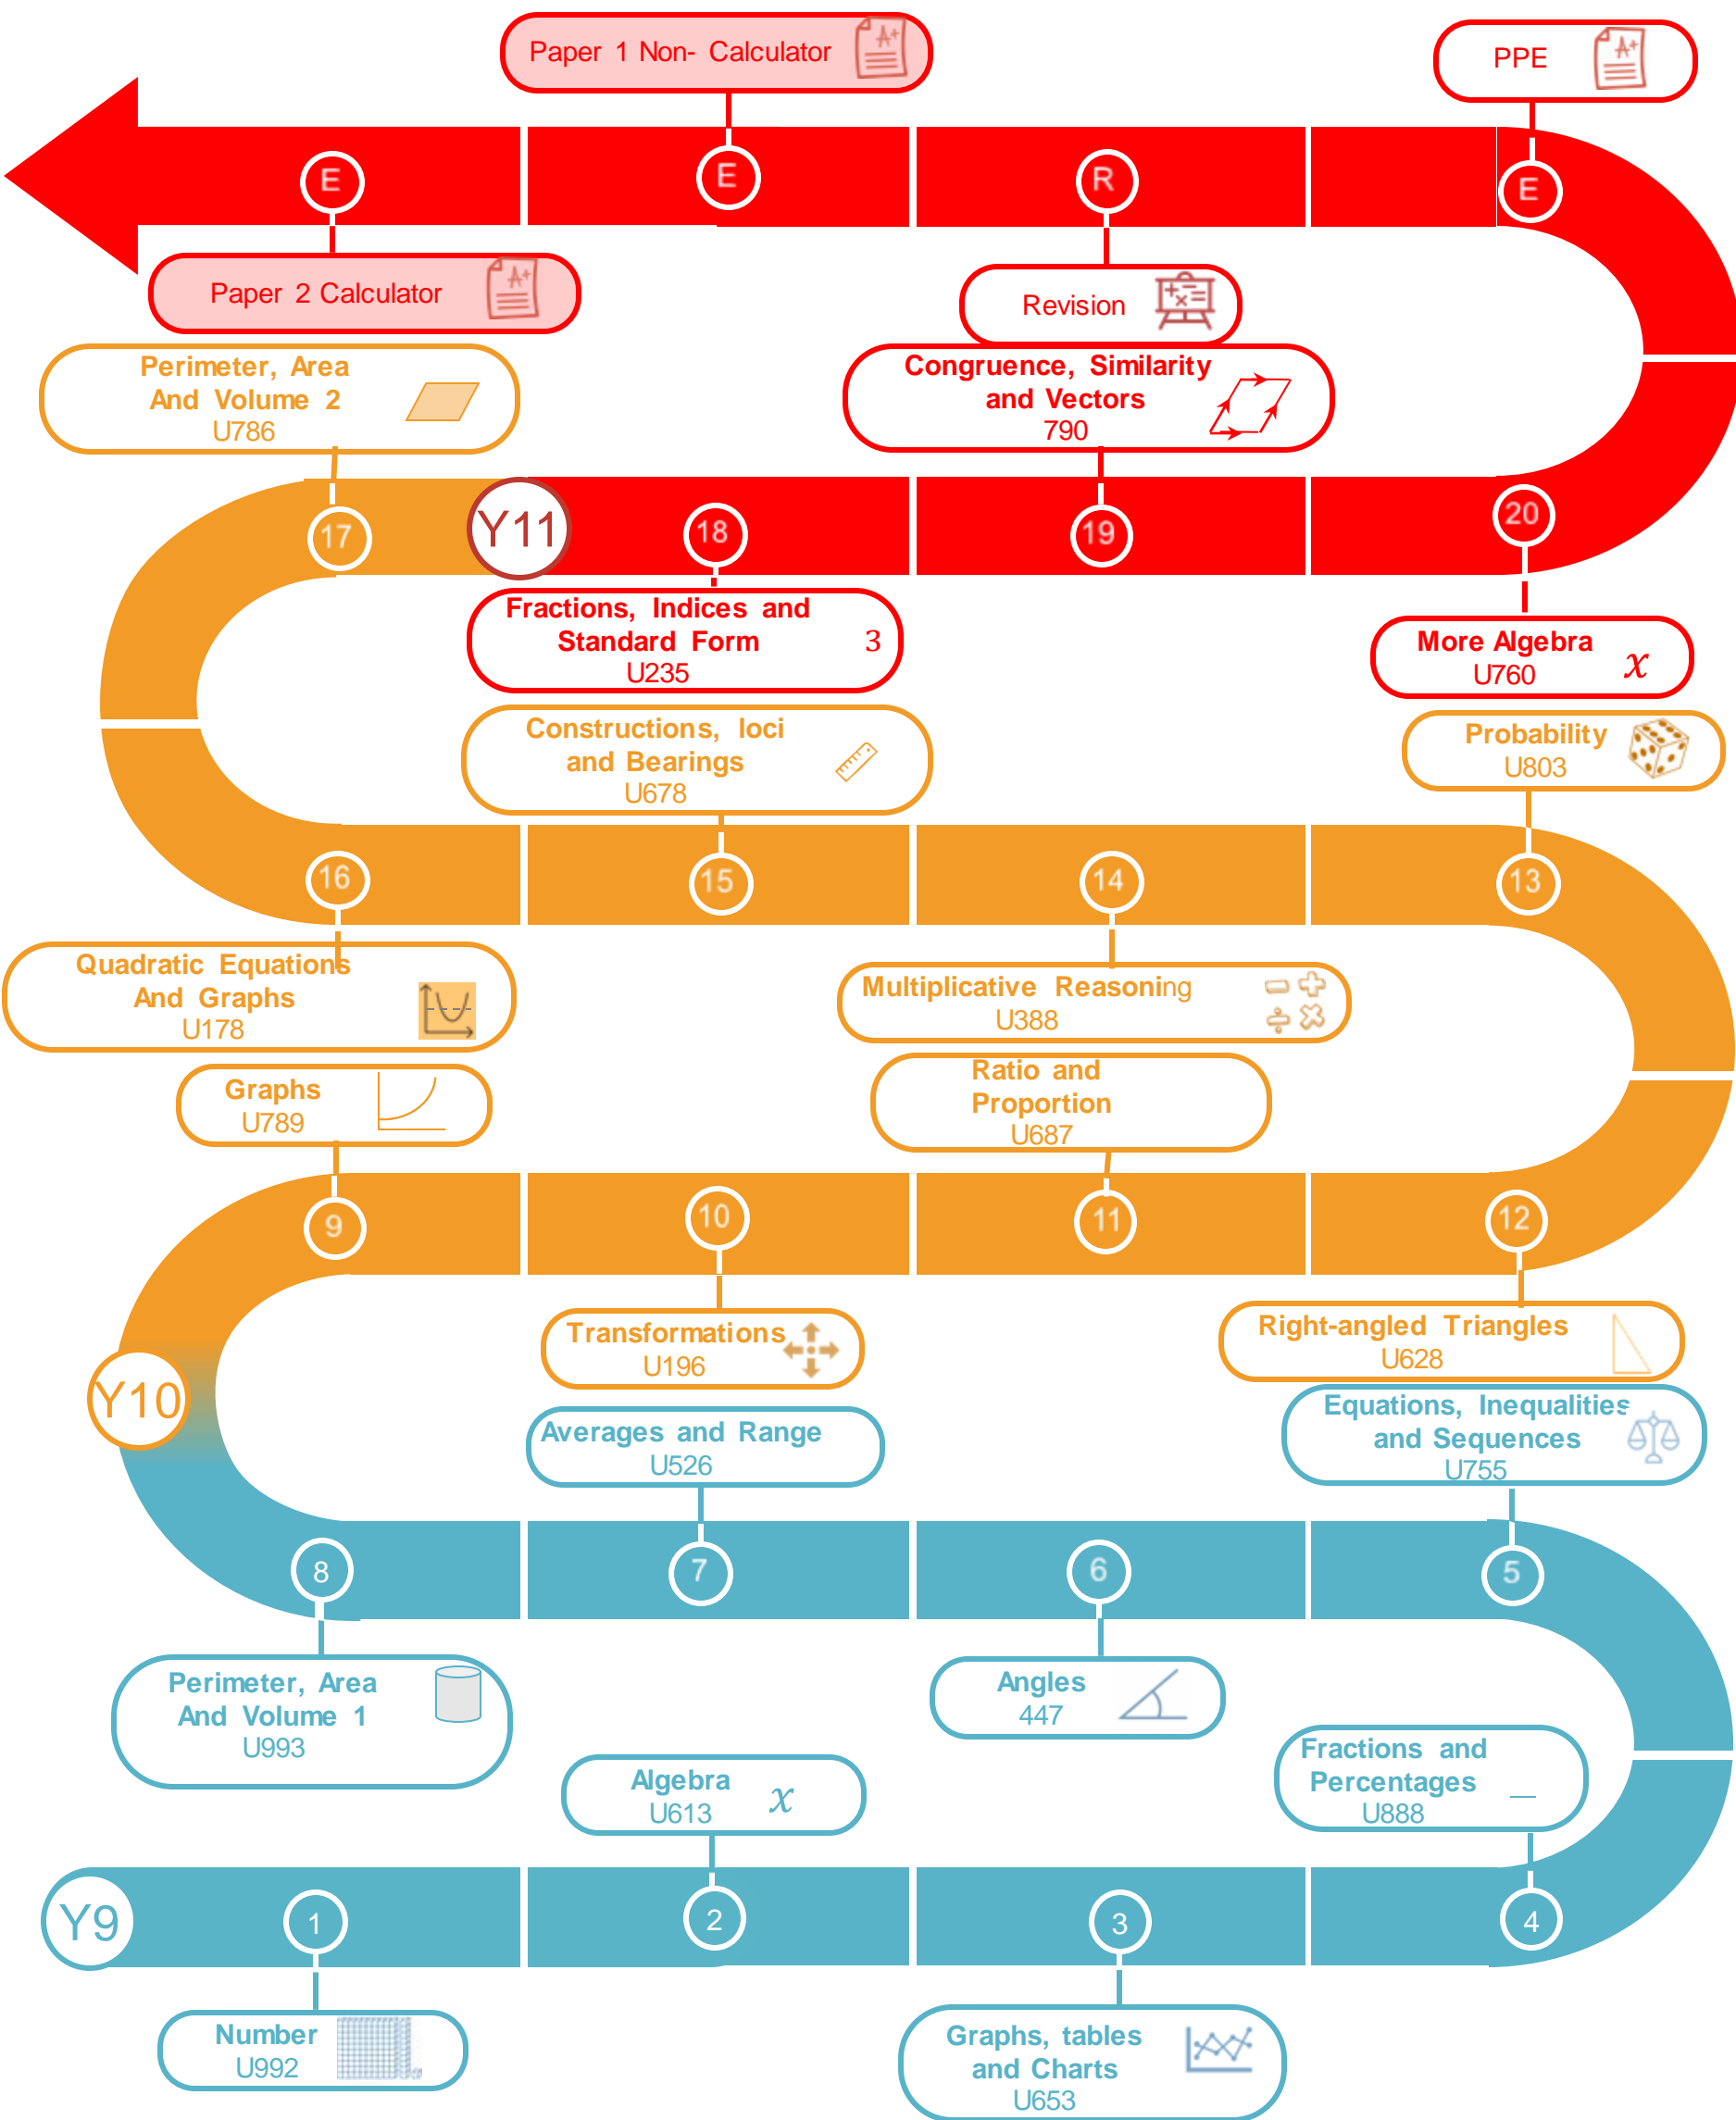 Paper 1 Non- Calculator
A+
PPE
A+
E
E
R
E
Paper 2 Calculator
A+
Revision
Perimeter, Area
And Volume 2
U786
Congruence, Similarity
and Vectors
790
17
Y11
18
19
20
Fractions, Indices and
Standard Form
U235
3
More Algebra
U760
x
Constructions, loci
and Bearings
U678
Probability
U803
16
15
14
13
Quadratic Equations
And Graphs
U178
Multiplicative Reasoning
U388
Graphs
U789
Ratio and
Proportion
U687
9
10
11
12
Transformations
U196
Right-angled Triangles
U628
Y10
Averages and Range
U526
Equations, Inequalities
and Sequences
U755
8
7
6
5
Perimeter, Area
And Volume 1
U993
Angles
447
Algebra
U613
x
Fractions and
Percentages
U888
Y9
1
2
3
4
Number
U992
Graphs, tables
and Charts
U653